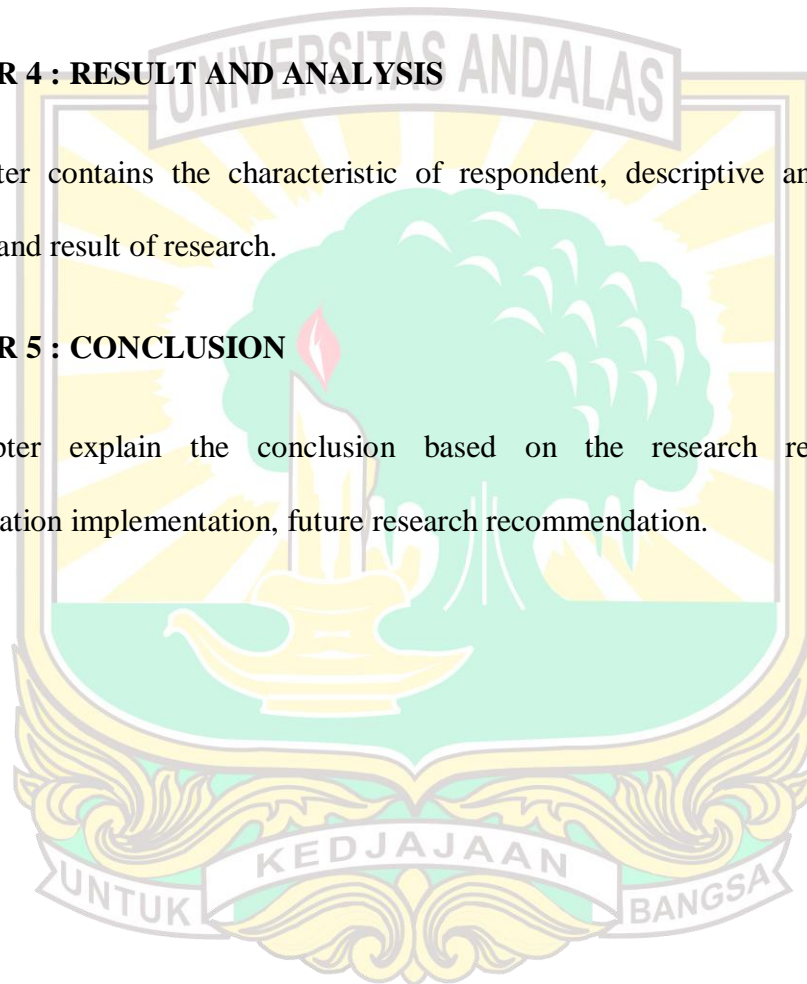 UNIVERSITAS ANDALAS
R 4 : RESULT AND ANALYSIS
ter contains the characteristic of respondent, descriptive an
and result of research.
R 5 : CONCLUSION
pter explain the conclusion based on the research re
ation implementation, future research recommendation.
UNTUK KEDJAJAAN BANGSA